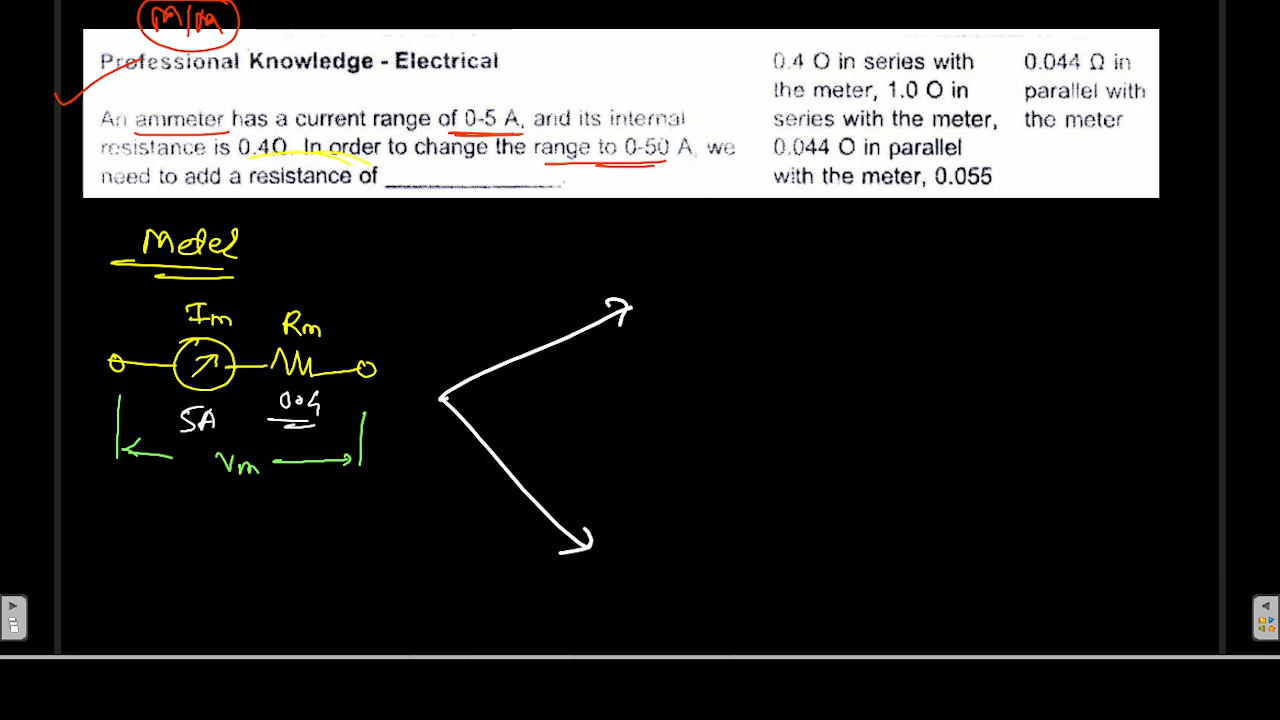 m/m
Professional Knowledge - Electrical
An ammeter has a current range of 0-5 A, and its internal
resistance is 0.4O. In order to change the range to 0-50 A, we
need to add a resistance of ____________.
0.4 O in series with
the meter, 1.0 O in
series with the meter,
0.044 O in parallel
with the meter, 0.055
0.044 Ω in
parallel with
the meter
Meter
Im
Rm
5A
0.4
Vm